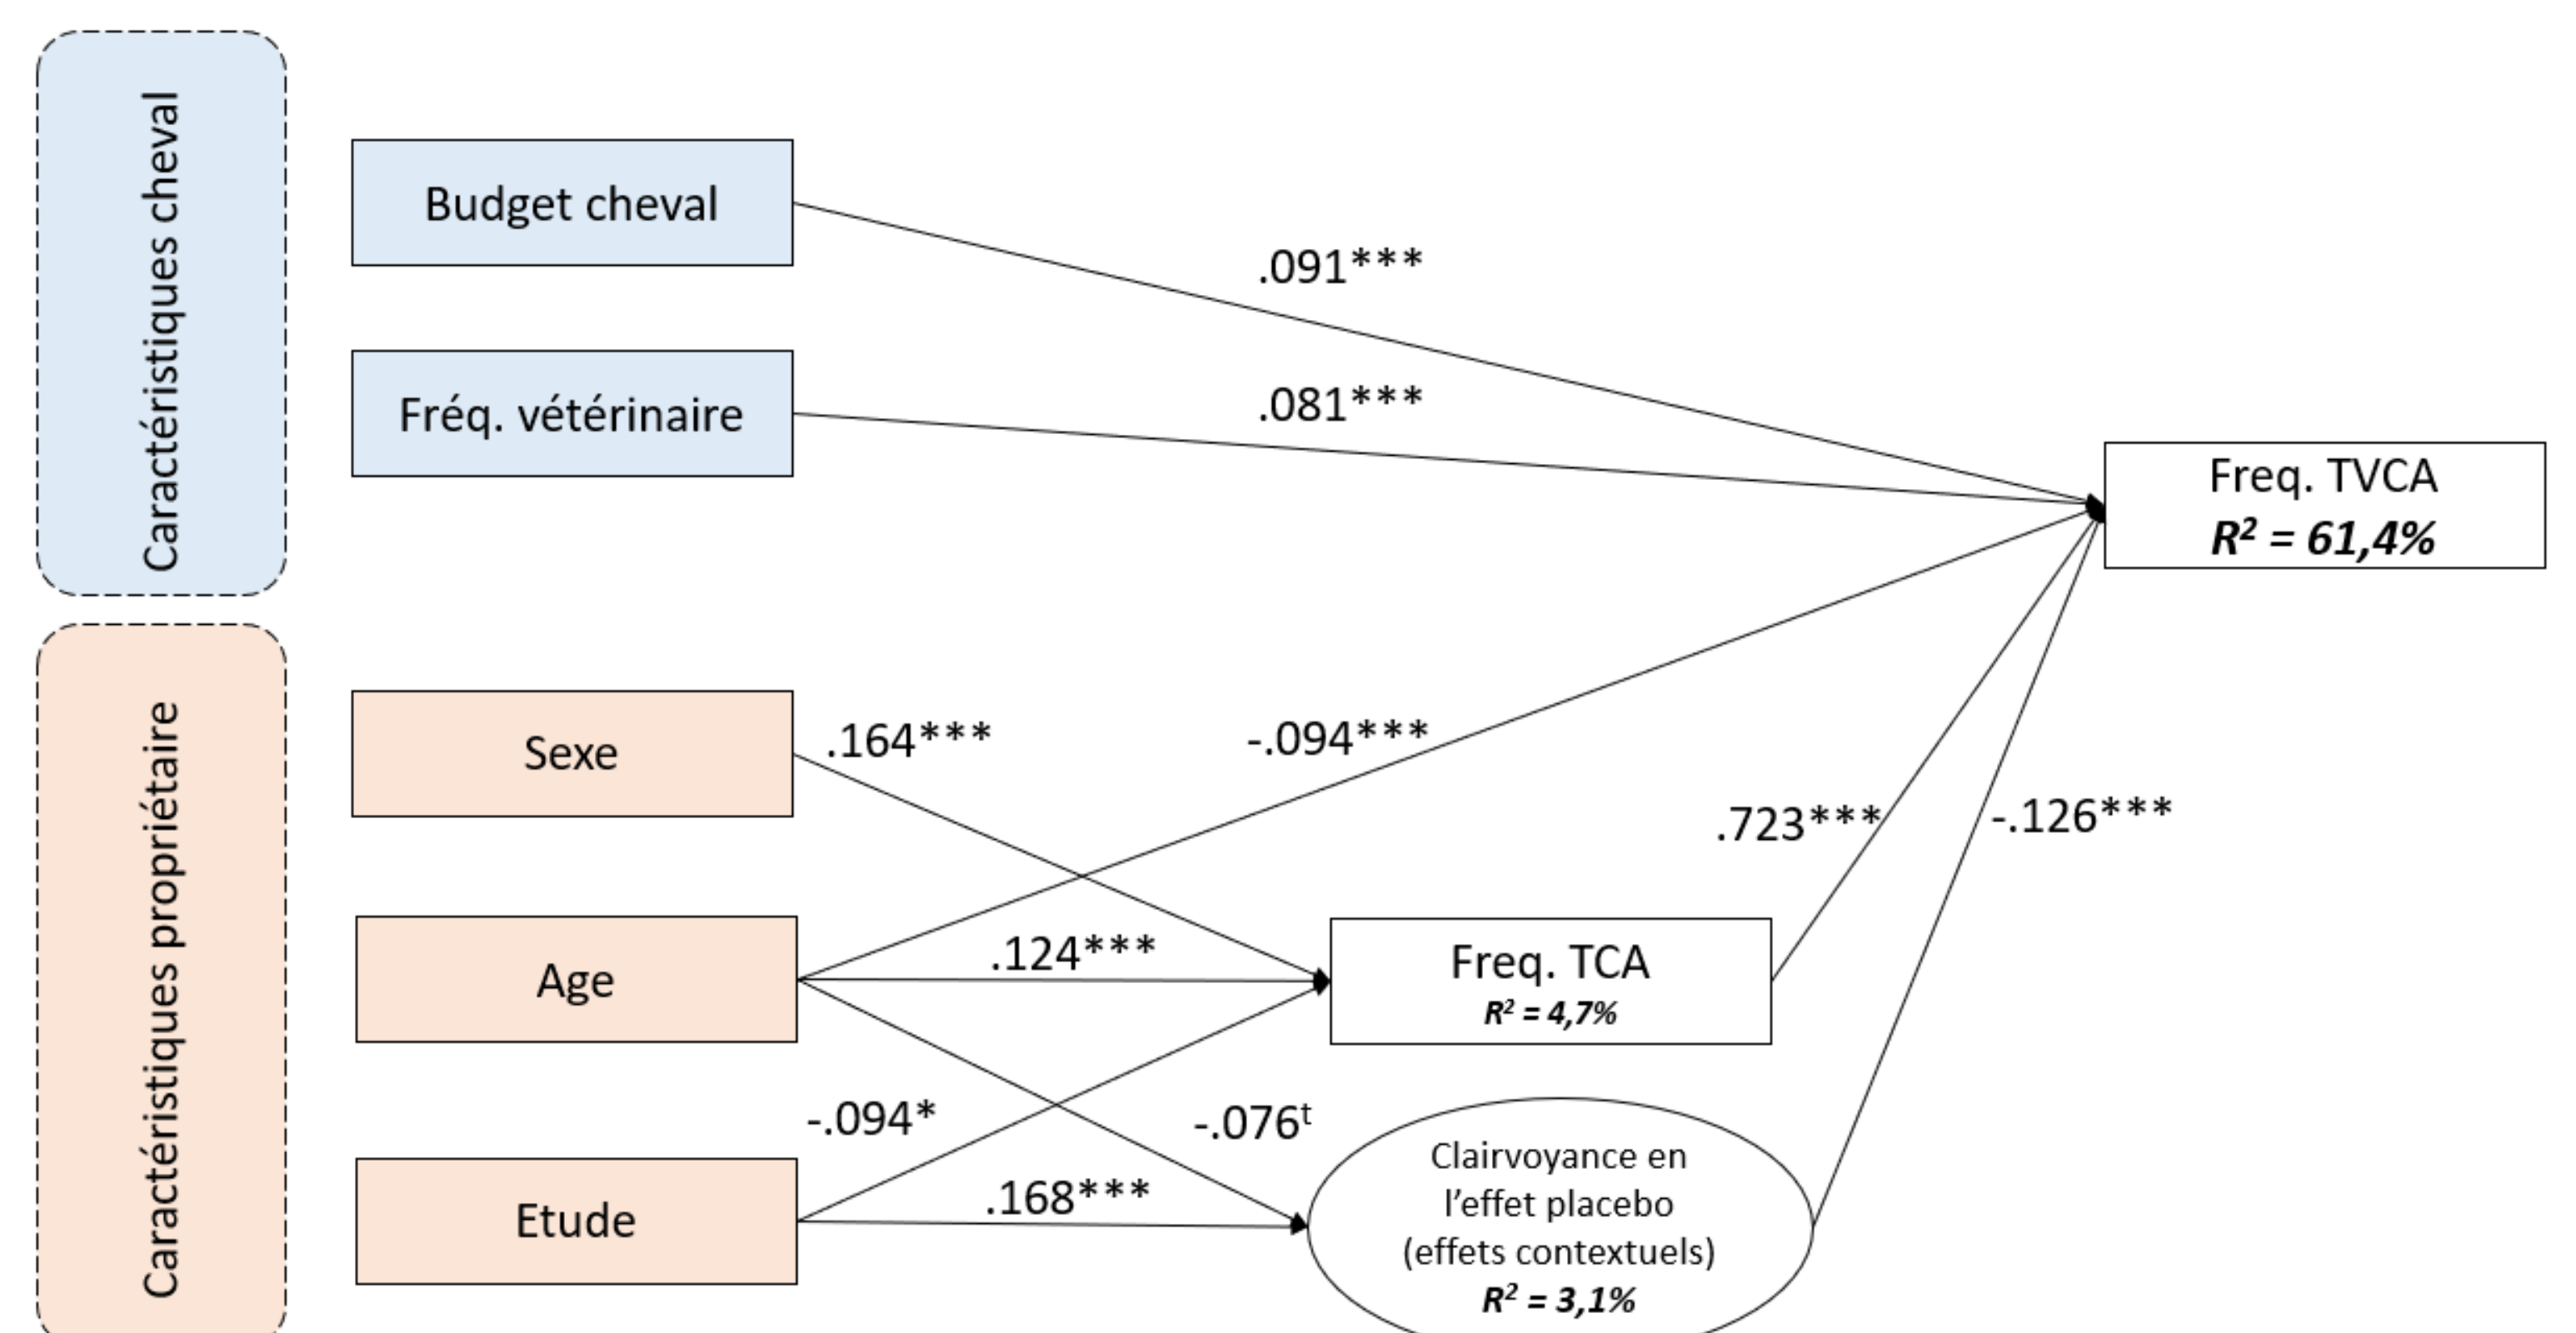 Caractéristiques cheval
Budget cheval
.091***
Fréq. vétérinaire
.081***
Freq. TVCA
R² = 61,4%
Caractéristiques propriétaire
Sexe
.164***
-.094***
.723***
-.126***
Age
.124***
Freq. TCA
R² = 4,7%
-.094*
-.076ᵗ
Etude
.168***
Clairvoyance en
l’effet placebo
(effets contextuels)
R² = 3,1%